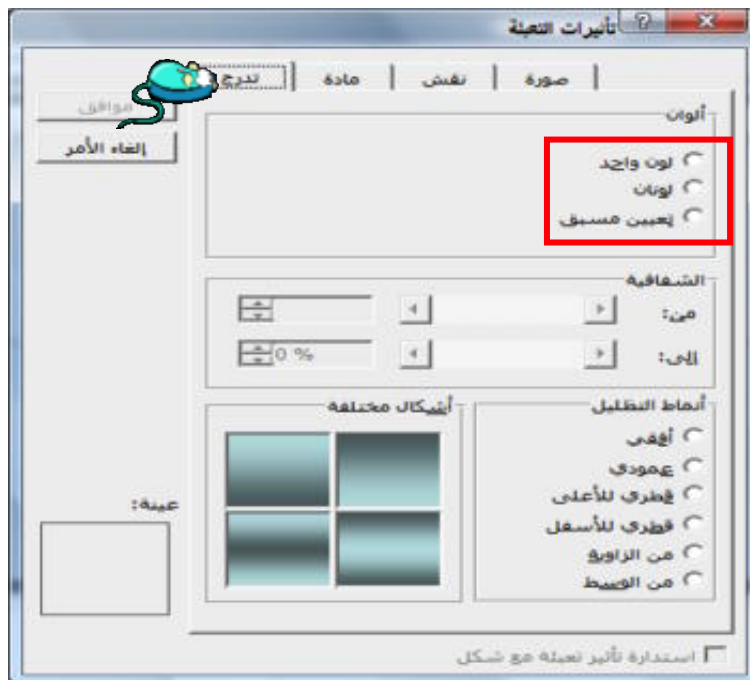 تأثيرات التعبئة
تدرج مادة نقش صورة
موافق
إلغاء الأمر
ألوان
لون واحد
لونان
تعيين مسبق
الشفافية
من:
إلى: 0 %
أنماط التظليل
أفقي
عمودي
قطري للأعلى
قطري للأسفل
من الزاوية
من الوسط
أشكال مختلفة
عينة:
استدارة تأثير تعبئة مع شكل